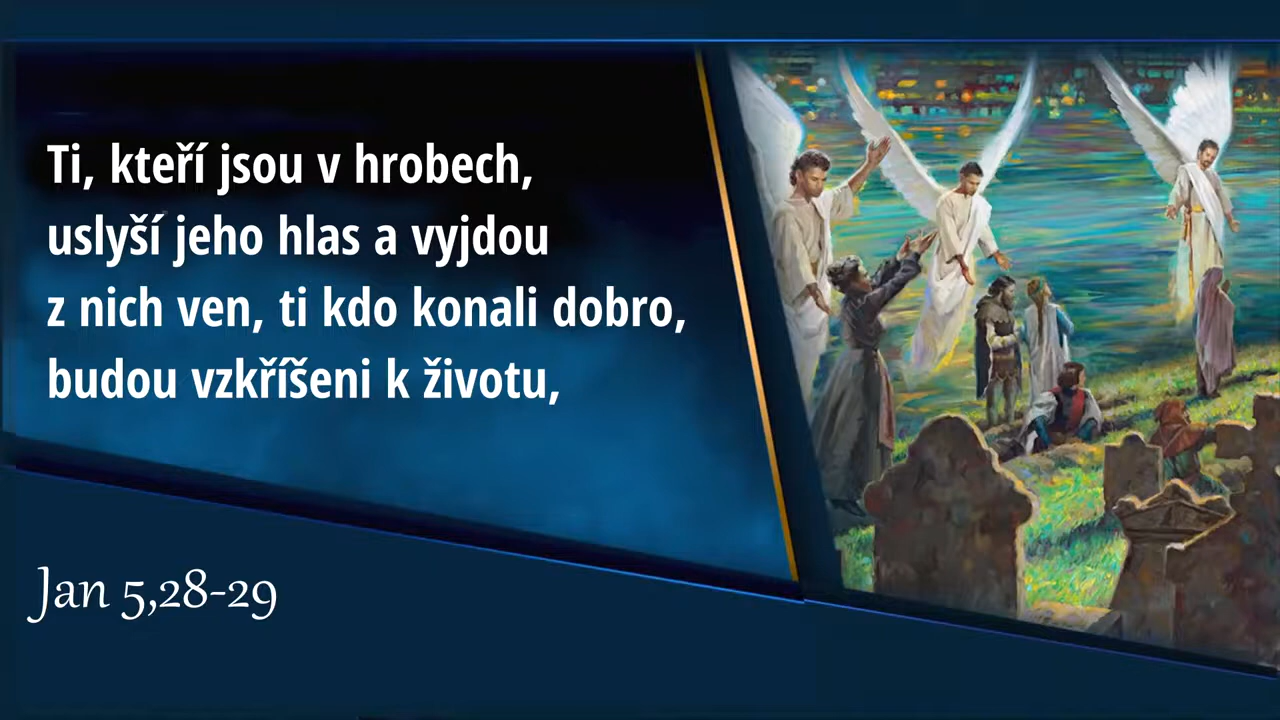 Ti, kteří jsou v hrobech,
uslyší jeho hlas a vyjdou
z nich ven, ti kdo konali dobro,
budou vzkříšeni k životu,
Jan 5,28-29